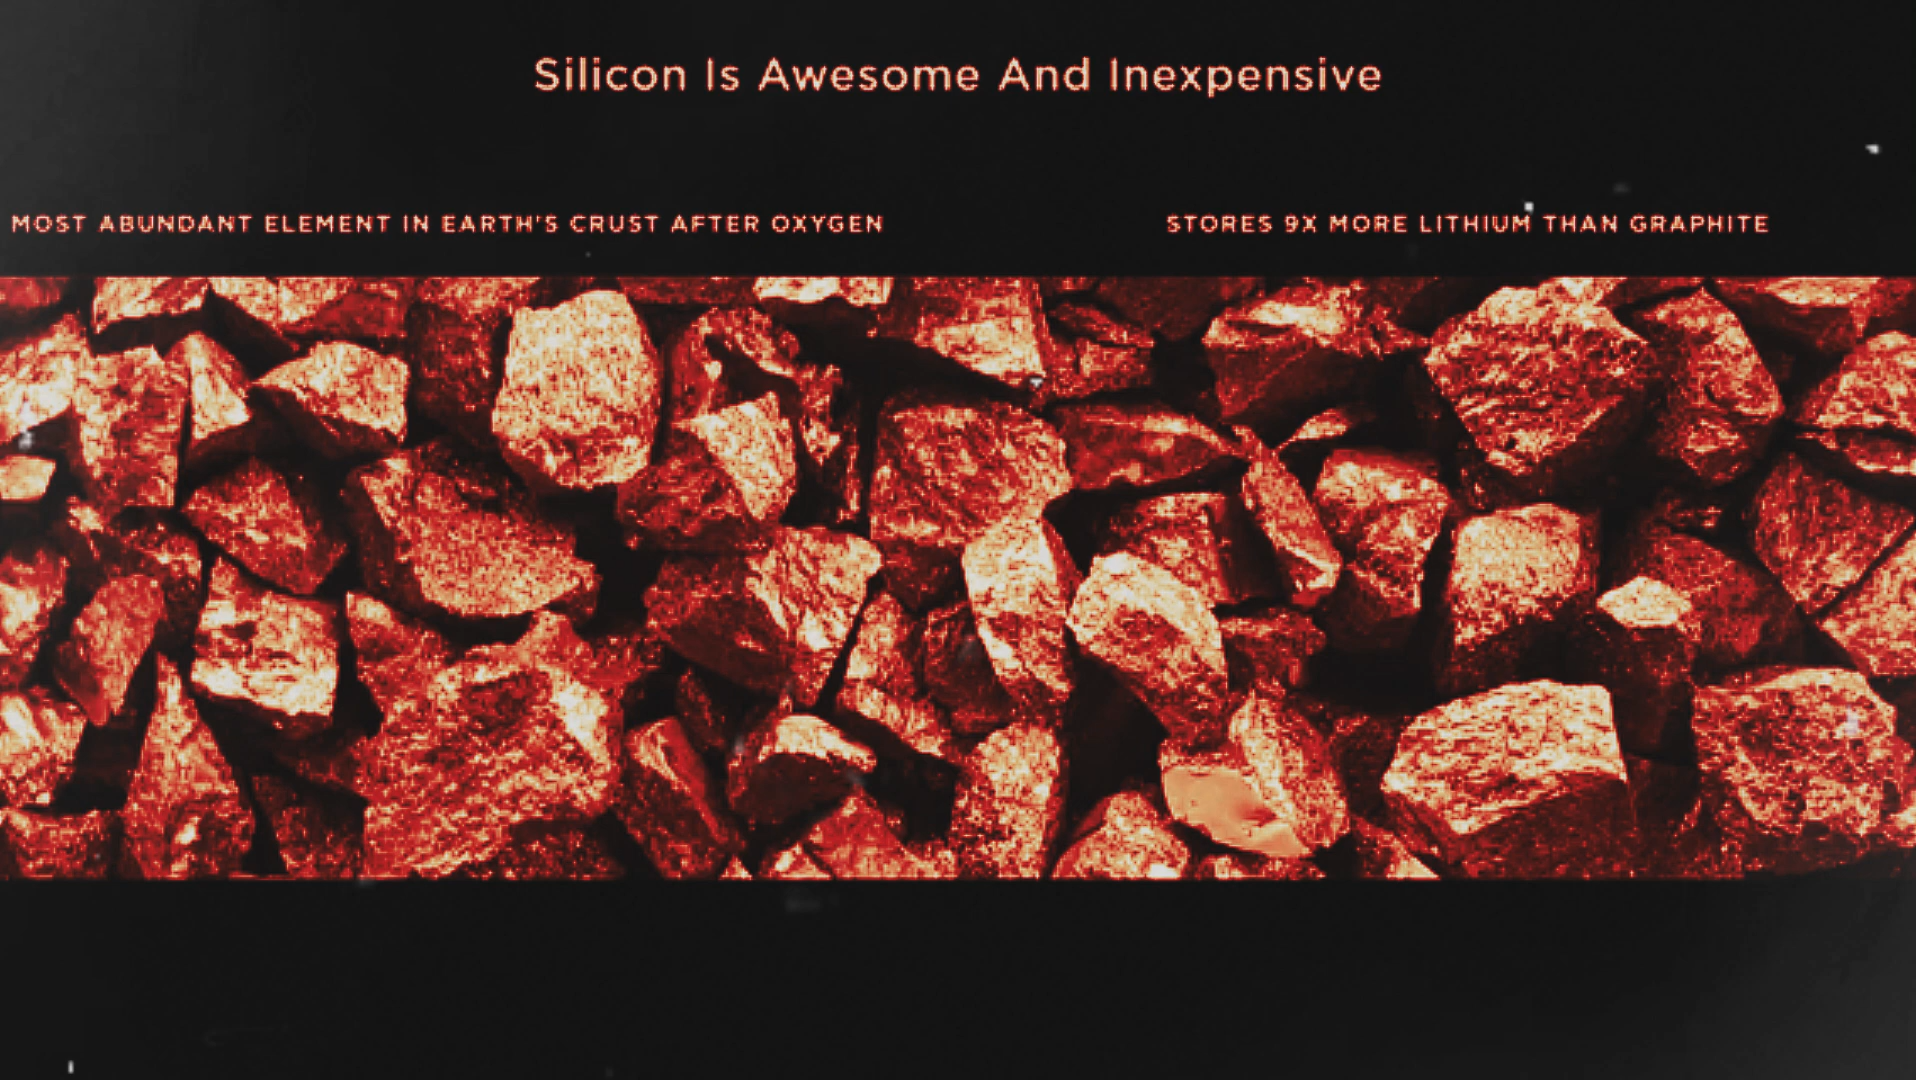 Silicon Is Awesome And Inexpensive
MOST ABUNDANT ELEMENT IN EARTH'S CRUST AFTER OXYGEN
STORES 9X MORE LITHIUM THAN GRAPHITE